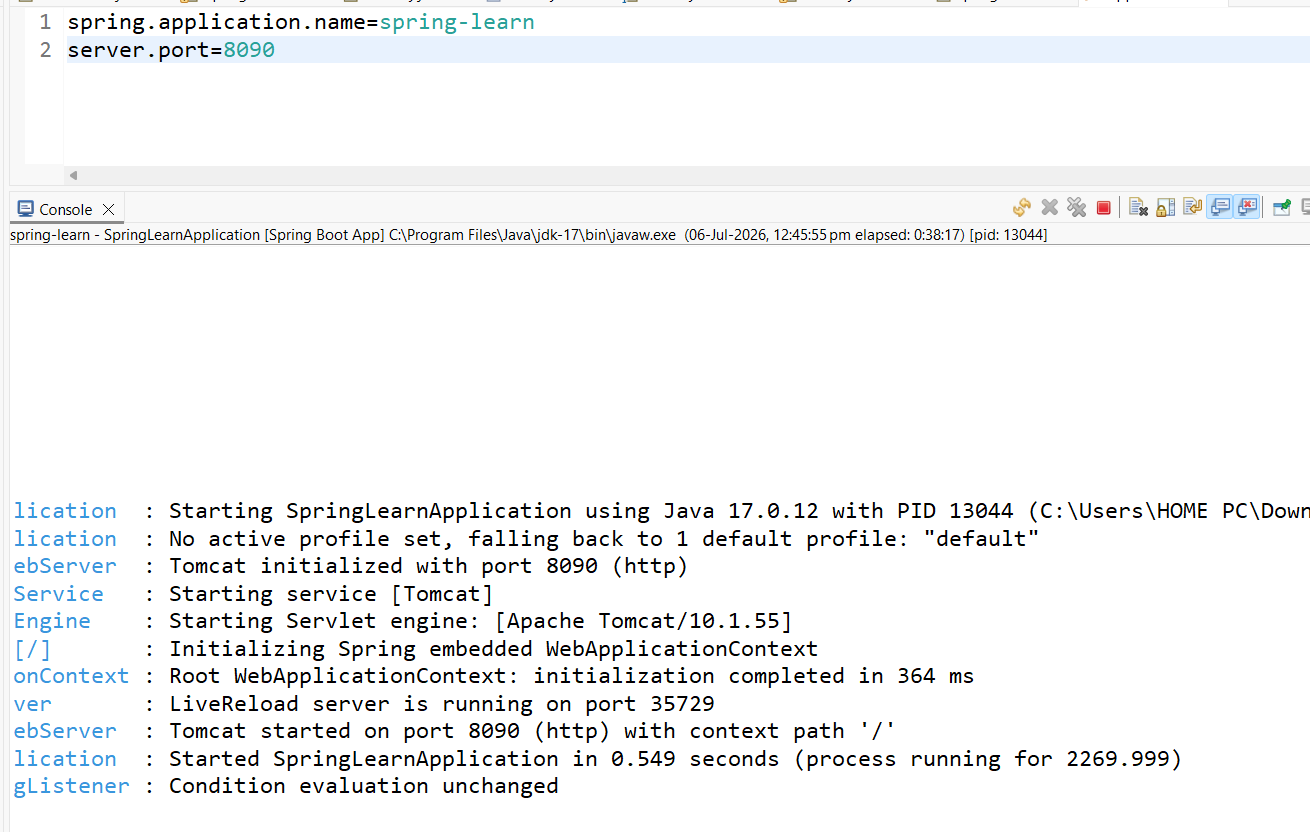 1 spring.application.name=spring-learn
2 server.port=8090
Console
spring-learn - SpringLearnApplication [Spring Boot App] C:\Program Files\Java\jdk-17\bin\javaw.exe (06-Jul-2026, 12:45:55 pm elapsed: 0:38:17) [pid: 13044]
lication : Starting SpringLearnApplication using Java 17.0.12 with PID 13044 (C:\Users\HOME PC\Down
lication : No active profile set, falling back to 1 default profile: "default"
ebServer : Tomcat initialized with port 8090 (http)
Service : Starting service [Tomcat]
Engine : Starting Servlet engine: [Apache Tomcat/10.1.55]
[/] : Initializing Spring embedded WebApplicationContext
onContext : Root WebApplicationContext: initialization completed in 364 ms
ver : LiveReload server is running on port 35729
ebServer : Tomcat started on port 8090 (http) with context path '/'
lication : Started SpringLearnApplication in 0.549 seconds (process running for 2269.999)
gListener : Condition evaluation unchanged